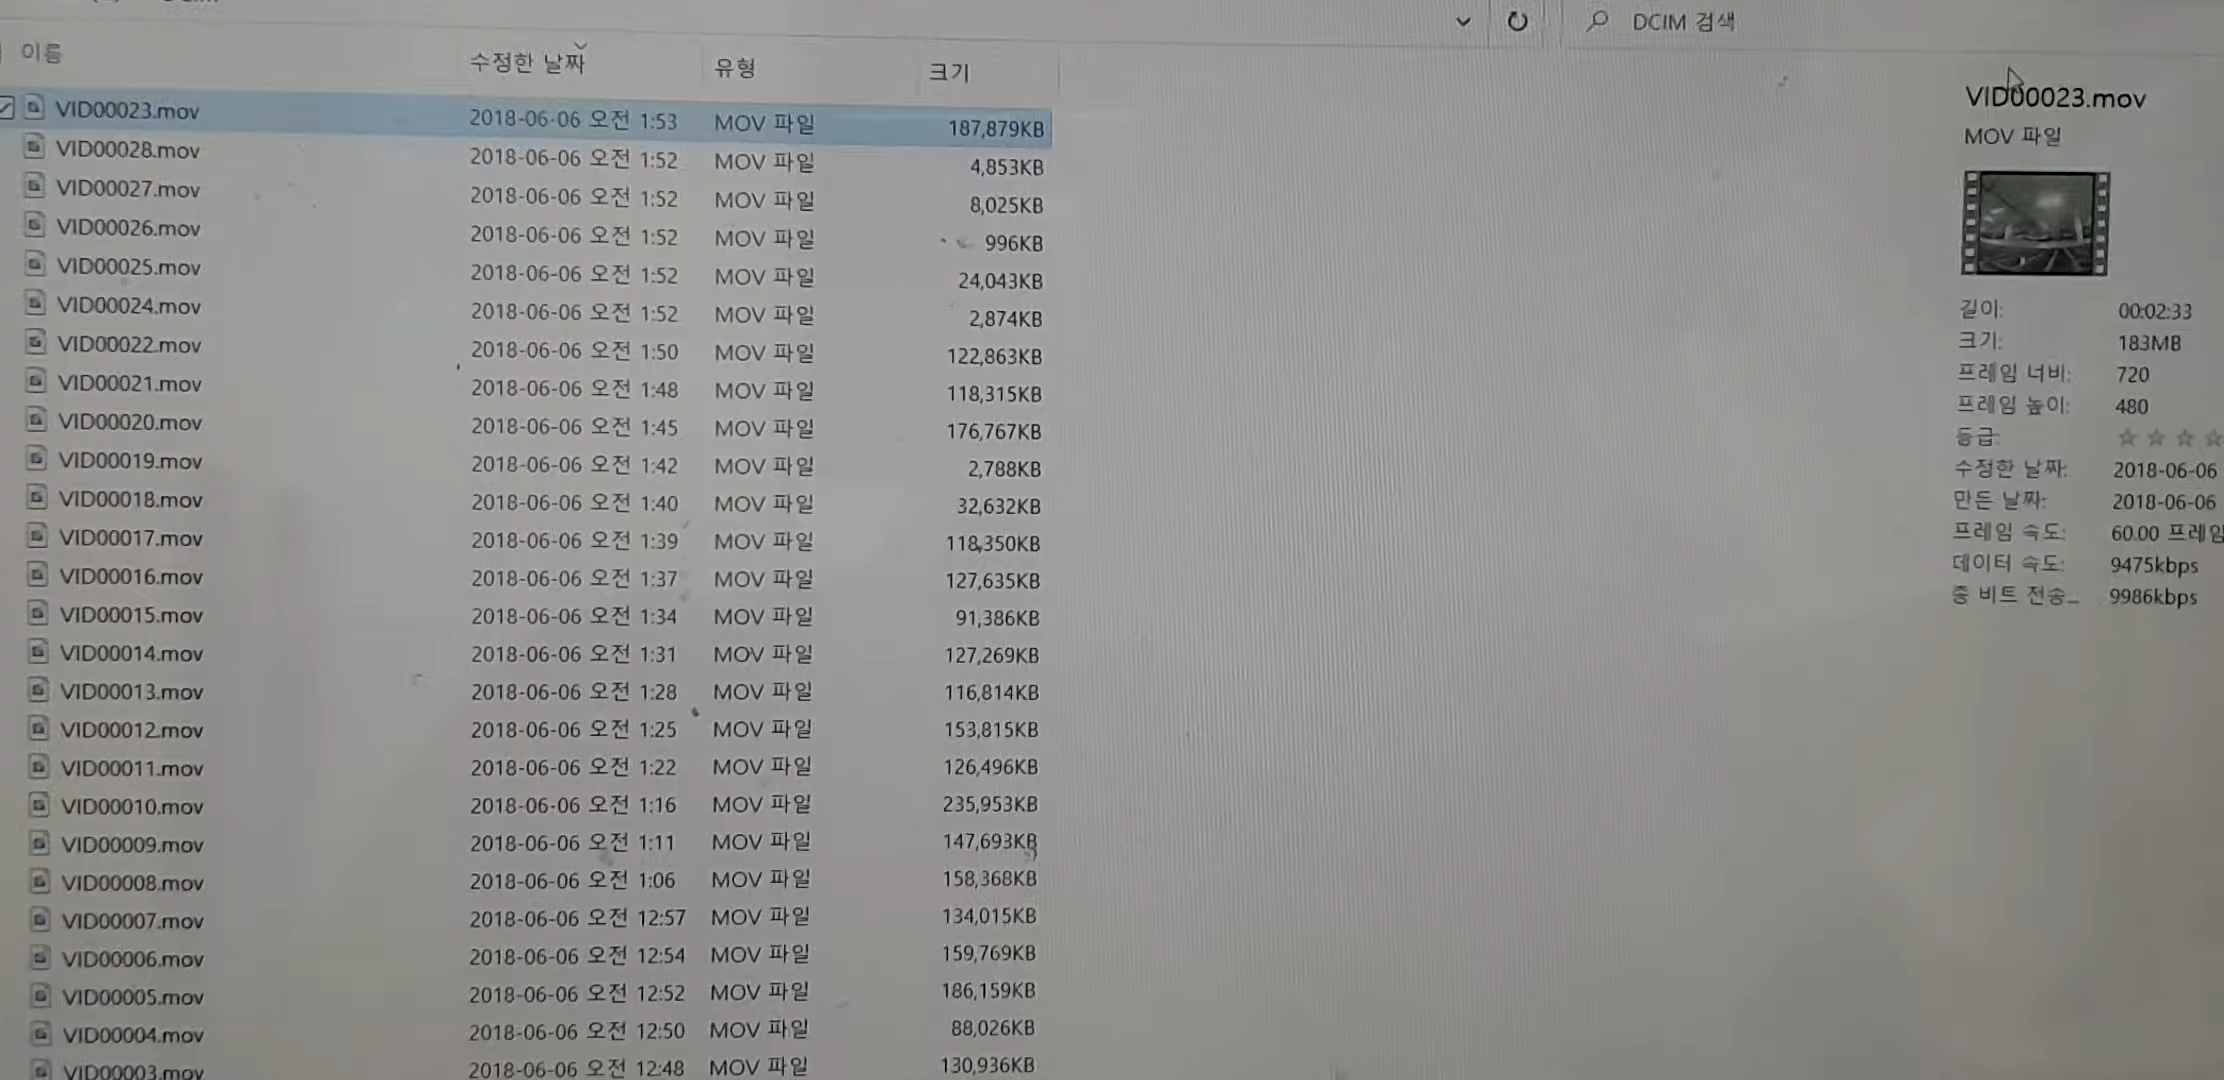 DCIM 검색
이름 수정한 날짜 유형 크기
VID00023.mov 2018-06-06 오전 1:53 MOV 파일 187,879KB
VID00028.mov 2018-06-06 오전 1:52 MOV 파일 4,853KB
VID00027.mov 2018-06-06 오전 1:52 MOV 파일 8,025KB
VID00026.mov 2018-06-06 오전 1:52 MOV 파일 996KB
VID00025.mov 2018-06-06 오전 1:52 MOV 파일 24,043KB
VID00024.mov 2018-06-06 오전 1:52 MOV 파일 2,874KB
VID00022.mov 2018-06-06 오전 1:50 MOV 파일 122,863KB
VID00021.mov 2018-06-06 오전 1:48 MOV 파일 118,315KB
VID00020.mov 2018-06-06 오전 1:45 MOV 파일 176,767KB
VID00019.mov 2018-06-06 오전 1:42 MOV 파일 2,788KB
VID00018.mov 2018-06-06 오전 1:40 MOV 파일 32,632KB
VID00017.mov 2018-06-06 오전 1:39 MOV 파일 118,350KB
VID00016.mov 2018-06-06 오전 1:37 MOV 파일 127,635KB
VID00015.mov 2018-06-06 오전 1:34 MOV 파일 91,386KB
VID00014.mov 2018-06-06 오전 1:31 MOV 파일 127,269KB
VID00013.mov 2018-06-06 오전 1:28 MOV 파일 116,814KB
VID00012.mov 2018-06-06 오전 1:25 MOV 파일 153,815KB
VID00011.mov 2018-06-06 오전 1:22 MOV 파일 126,496KB
VID00010.mov 2018-06-06 오전 1:16 MOV 파일 235,953KB
VID00009.mov 2018-06-06 오전 1:11 MOV 파일 147,693KB
VID00008.mov 2018-06-06 오전 1:06 MOV 파일 158,368KB
VID00007.mov 2018-06-06 오전 12:57 MOV 파일 134,015KB
VID00006.mov 2018-06-06 오전 12:54 MOV 파일 159,769KB
VID00005.mov 2018-06-06 오전 12:52 MOV 파일 186,159KB
VID00004.mov 2018-06-06 오전 12:50 MOV 파일 88,026KB
VID00003.mov 2018-06-06 오전 12:48 MOV 파일 130,936KB
VID00023.mov
MOV 파일
길이: 00:02:33
크기: 183MB
프레임 너비: 720
프레임 높이: 480
등급:
수정한 날짜: 2018-06-06
만든 날짜: 2018-06-06
프레임 속도: 60.00 프레임
데이터 속도: 9475kbps
총 비트 전송... 9986kbps